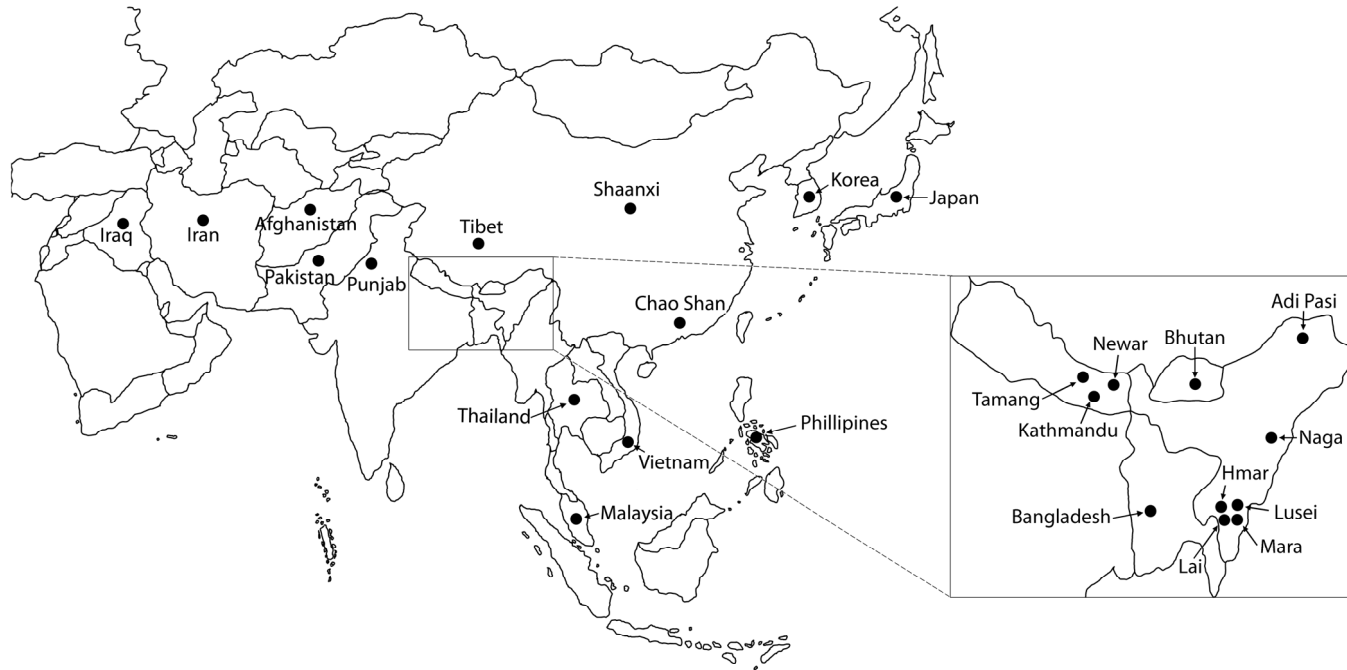 Korea
Shaanxi
Japan
Afghanistan
Iraq
Iran
Tibet
Pakistan
Punjab
Chao Shan
Thailand
Phillipines
Vietnam
Malaysia
Adi Pasi
Bhutan
Newar
Tamang
Kathmandu
Naga
Hmar
Bangladesh
Lusei
Mara
Lai